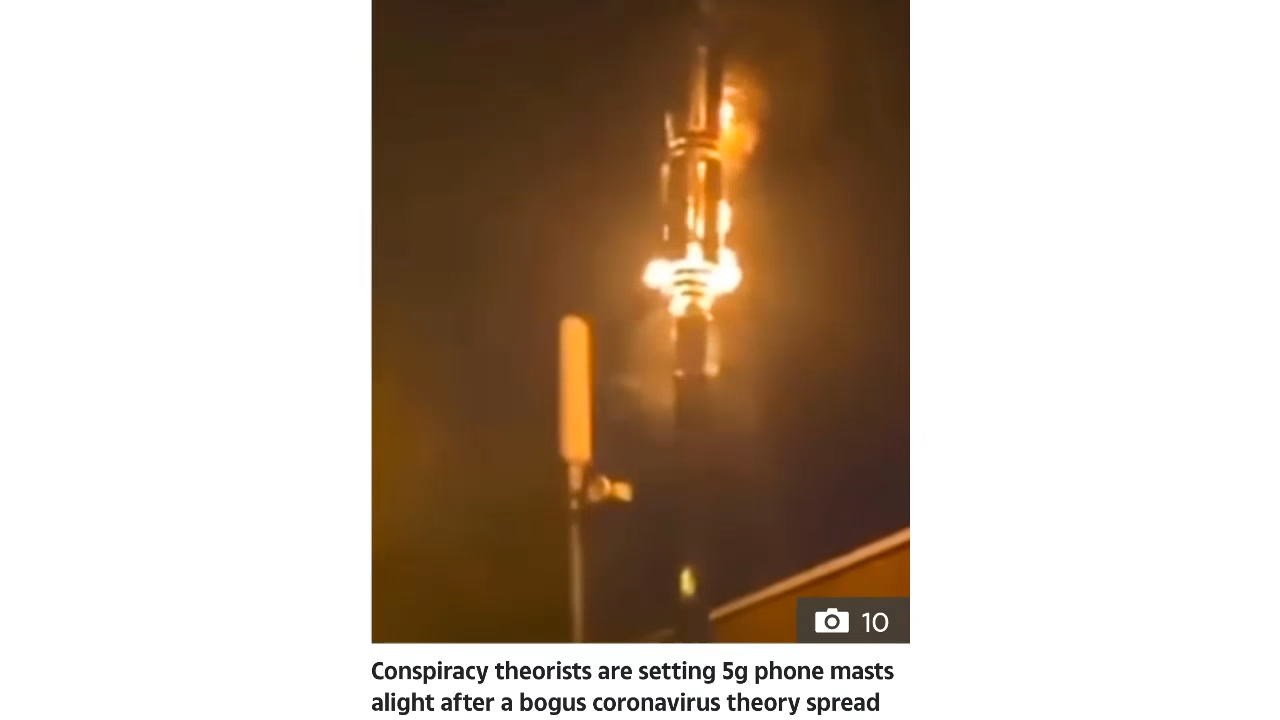 10
Conspiracy theorists are setting 5g phone masts
alight after a bogus coronavirus theory spread